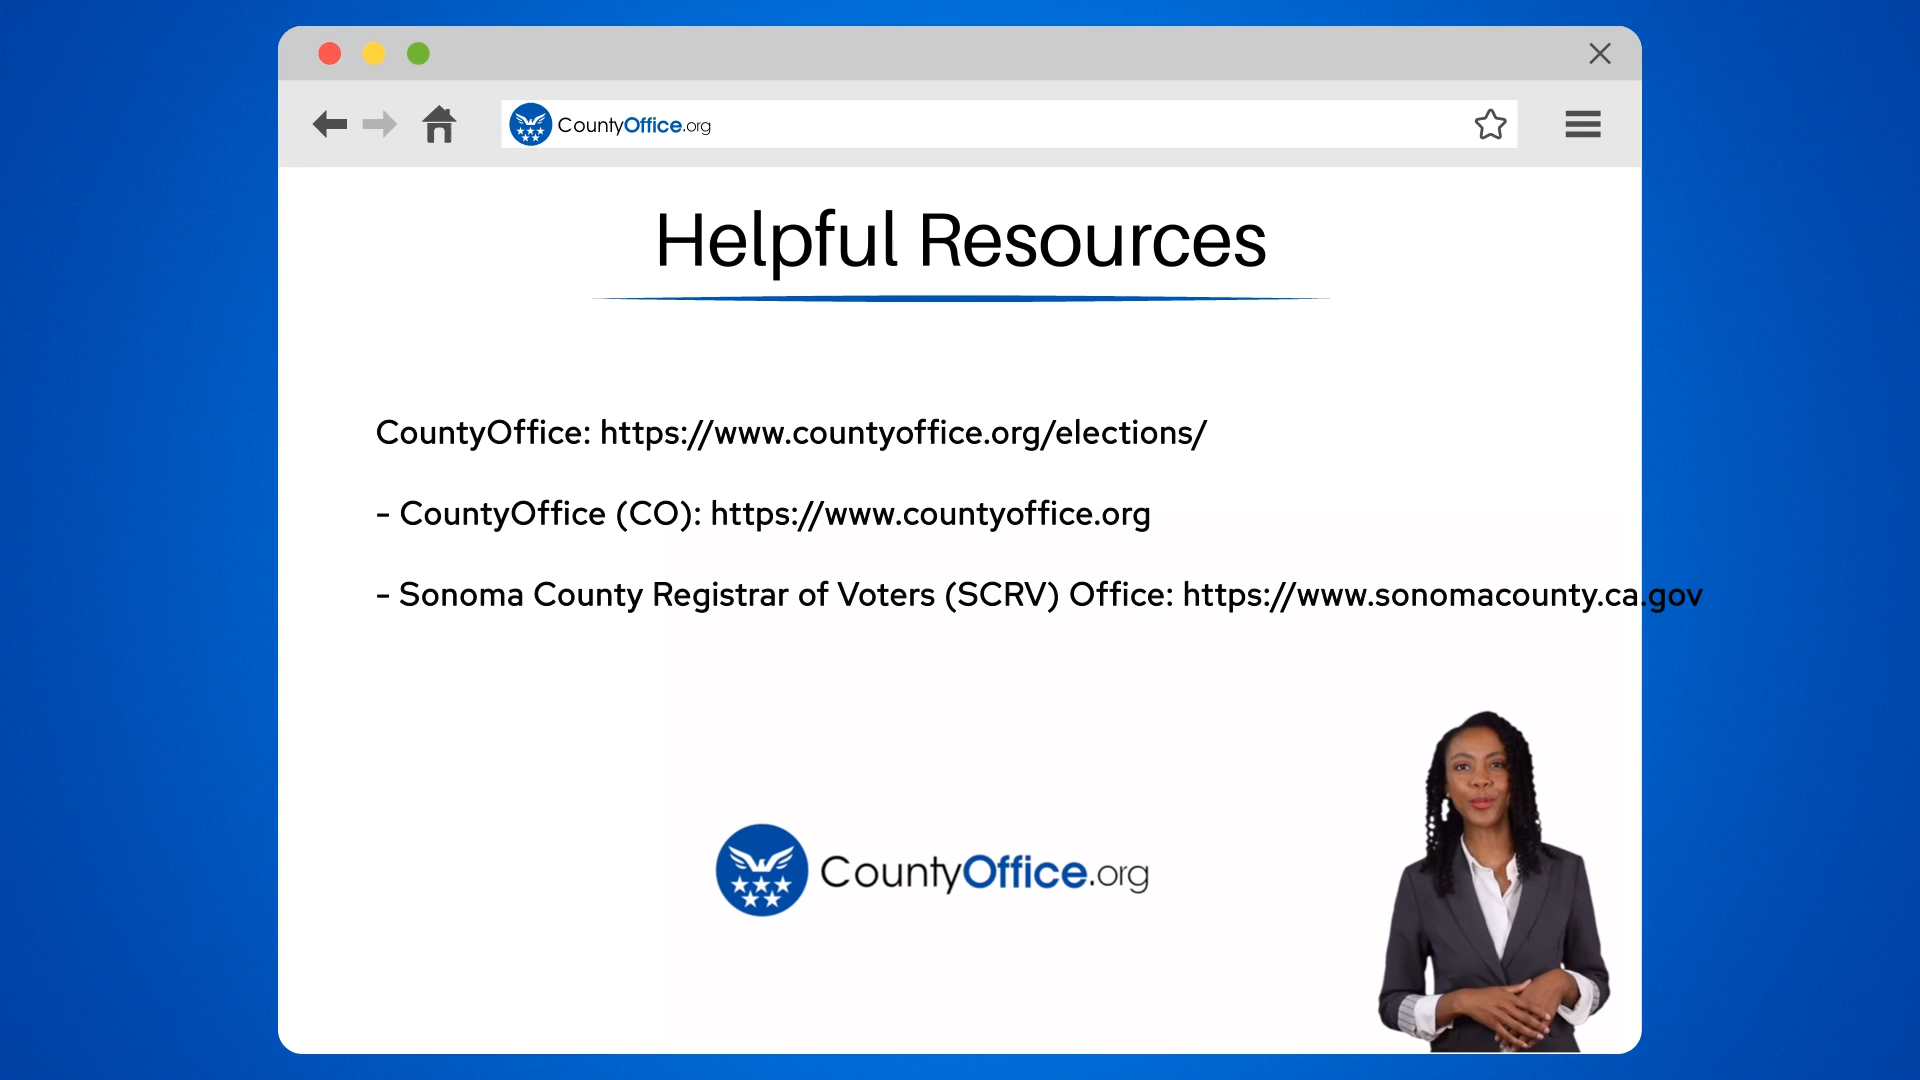 CountyOffice.org
Helpful Resources
CountyOffice: https://www.countyoffice.org/elections/
- CountyOffice (CO): https://www.countyoffice.org
- Sonoma County Registrar of Voters (SCRV) Office: https://www.sonomacounty.ca.gov
CountyOffice.org